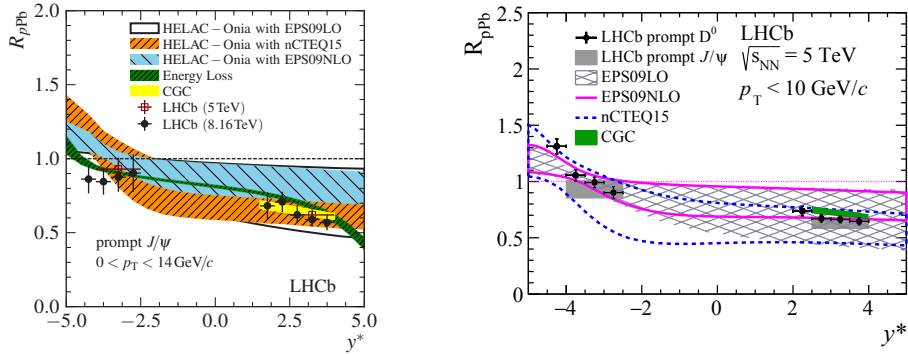 R_pPb
2.0
1.5
1.0
0.5
0.0
HELAC−Onia with EPS09LO
HELAC−Onia with nCTEQ15
HELAC−Onia with EPS09NLO
Energy Loss
CGC
LHCb (5TeV)
LHCb (8.16TeV)
prompt J/ψ
0 < p_T < 14 GeV/c
LHCb
−5.0 −2.5 0.0 2.5 5.0
y*
R_pPb
2.5
2
1.5
1
0.5
0
LHCb prompt D⁰
LHCb prompt J/ψ
EPS09LO
EPS09NLO
nCTEQ15
CGC
LHCb
√s_NN = 5 TeV
p_T < 10 GeV/c
−4 −2 0 2 4
y*